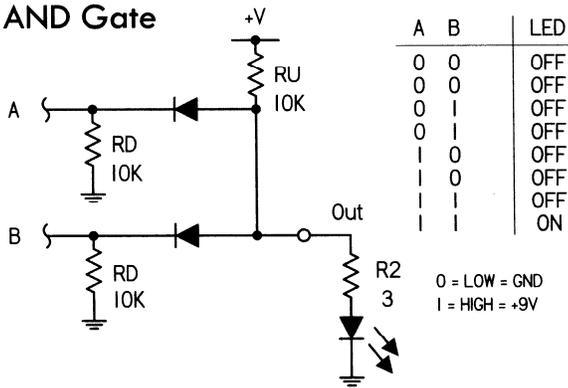 AND Gate
+V
A B LED
RU
10K
A
RD
10K
B
RD
10K
Out
R2
3
0 0 OFF
0 0 OFF
0 1 OFF
0 1 OFF
1 0 OFF
1 0 OFF
1 1 OFF
1 1 ON
0 = LOW = GND
1 = HIGH = +9V